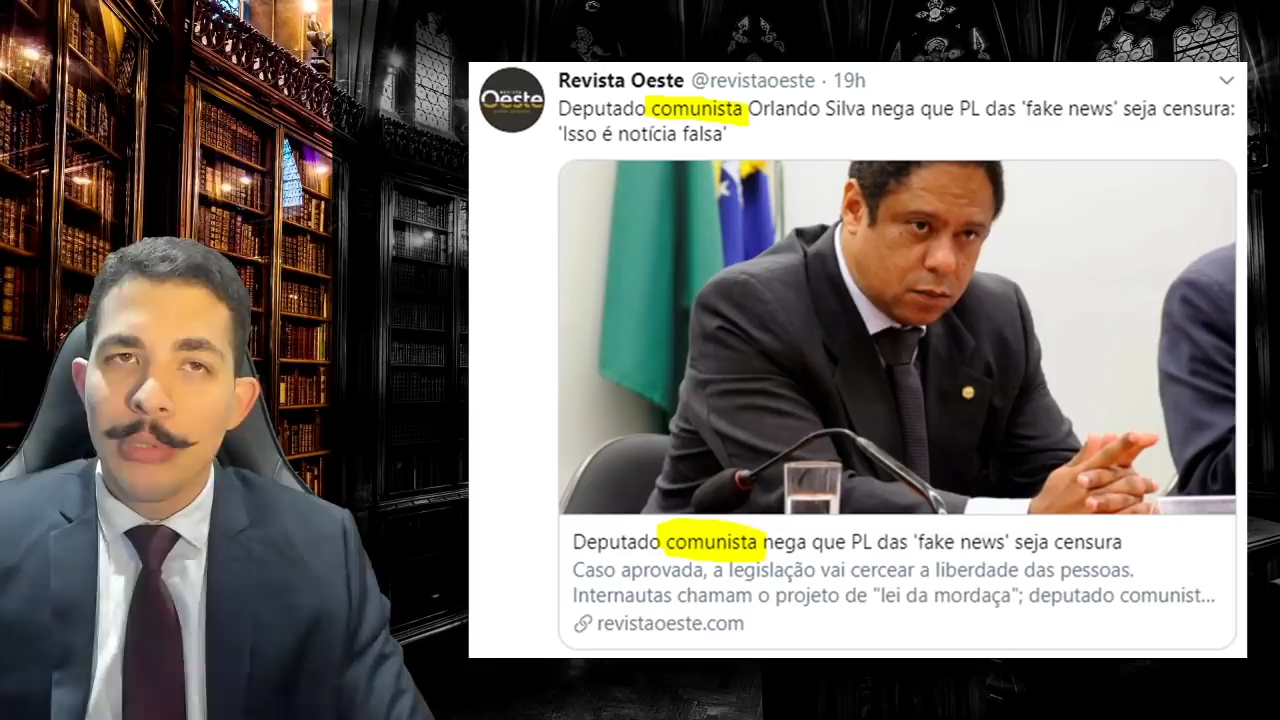 Revista Oeste @revistaoeste · 19h
Deputado comunista Orlando Silva nega que PL das 'fake news' seja censura:
'Isso é notícia falsa'
Oeste
Deputado comunista nega que PL das 'fake news' seja censura
Caso aprovada, a legislação vai cercear a liberdade das pessoas.
Internautas chamam o projeto de "lei da mordaça"; deputado comunist...
revistaoeste.com